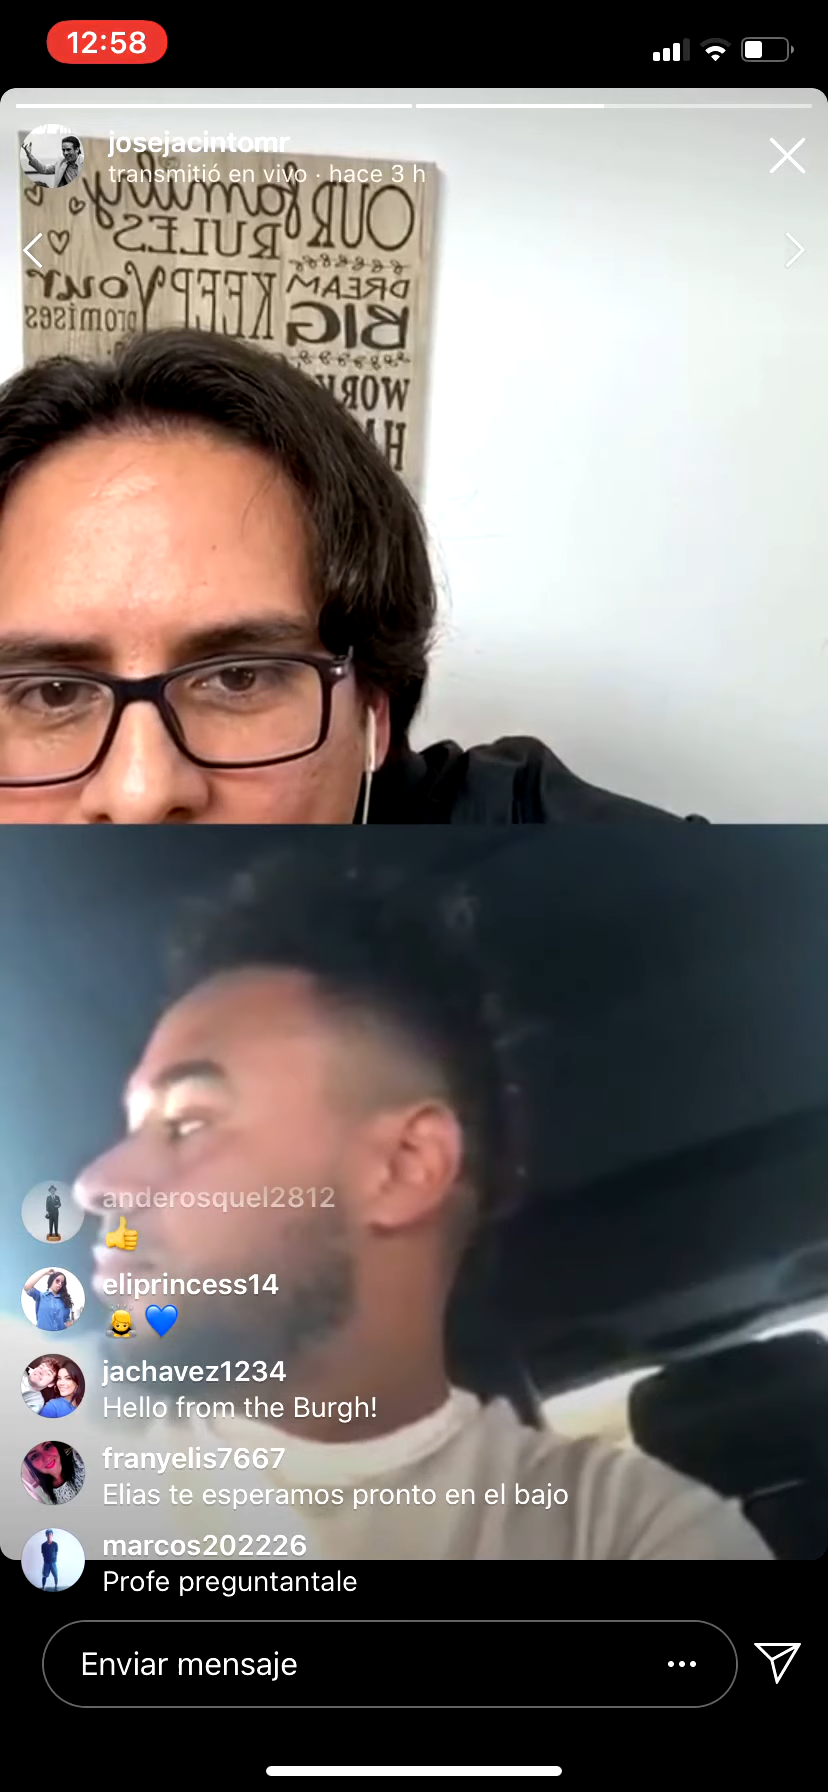 12:58
josejacintomr
transmitió en vivo · hace 3 h
OUR family
RULES
DREAM
KEEP Your
BIG
promises
WORK
anderosquel2812
👍
eliprincess14
🙇‍♀️ 💙
jachavez1234
Hello from the Burgh!
franyelis7667
Elias te esperamos pronto en el bajo
marcos202226
Profe preguntantale
Enviar mensaje